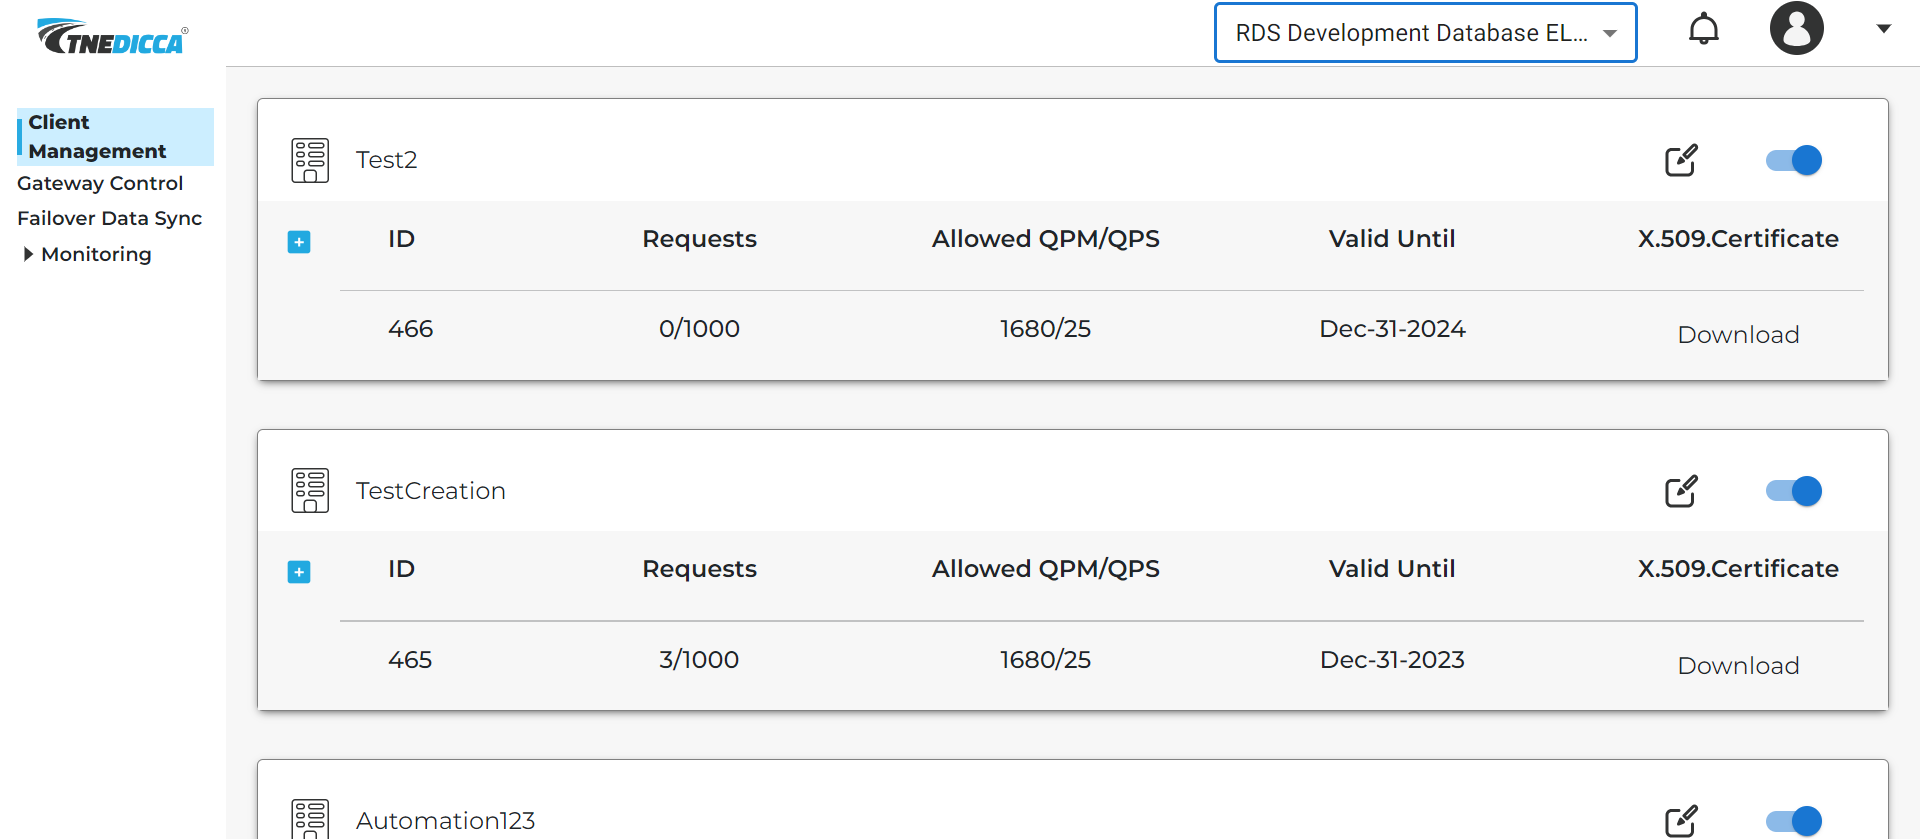 TNEDICCA
RDS Development Database EL...
Client
Management
Gateway Control
Failover Data Sync
Monitoring
Test2
ID Requests Allowed QPM/QPS Valid Until X.509.Certificate
466 0/1000 1680/25 Dec-31-2024 Download
TestCreation
ID Requests Allowed QPM/QPS Valid Until X.509.Certificate
465 3/1000 1680/25 Dec-31-2023 Download
Automation123